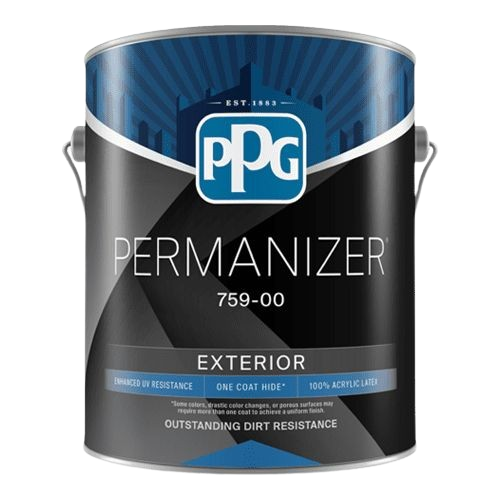 EST.1883
PPG
PERMANIZER®
759-00
EXTERIOR
ENHANCED UV RESISTANCE ONE COAT HIDE* 100% ACRYLIC LATEX
*Some colors, drastic color changes, or porous surfaces may
require more than one coat to achieve a uniform finish.
OUTSTANDING DIRT RESISTANCE